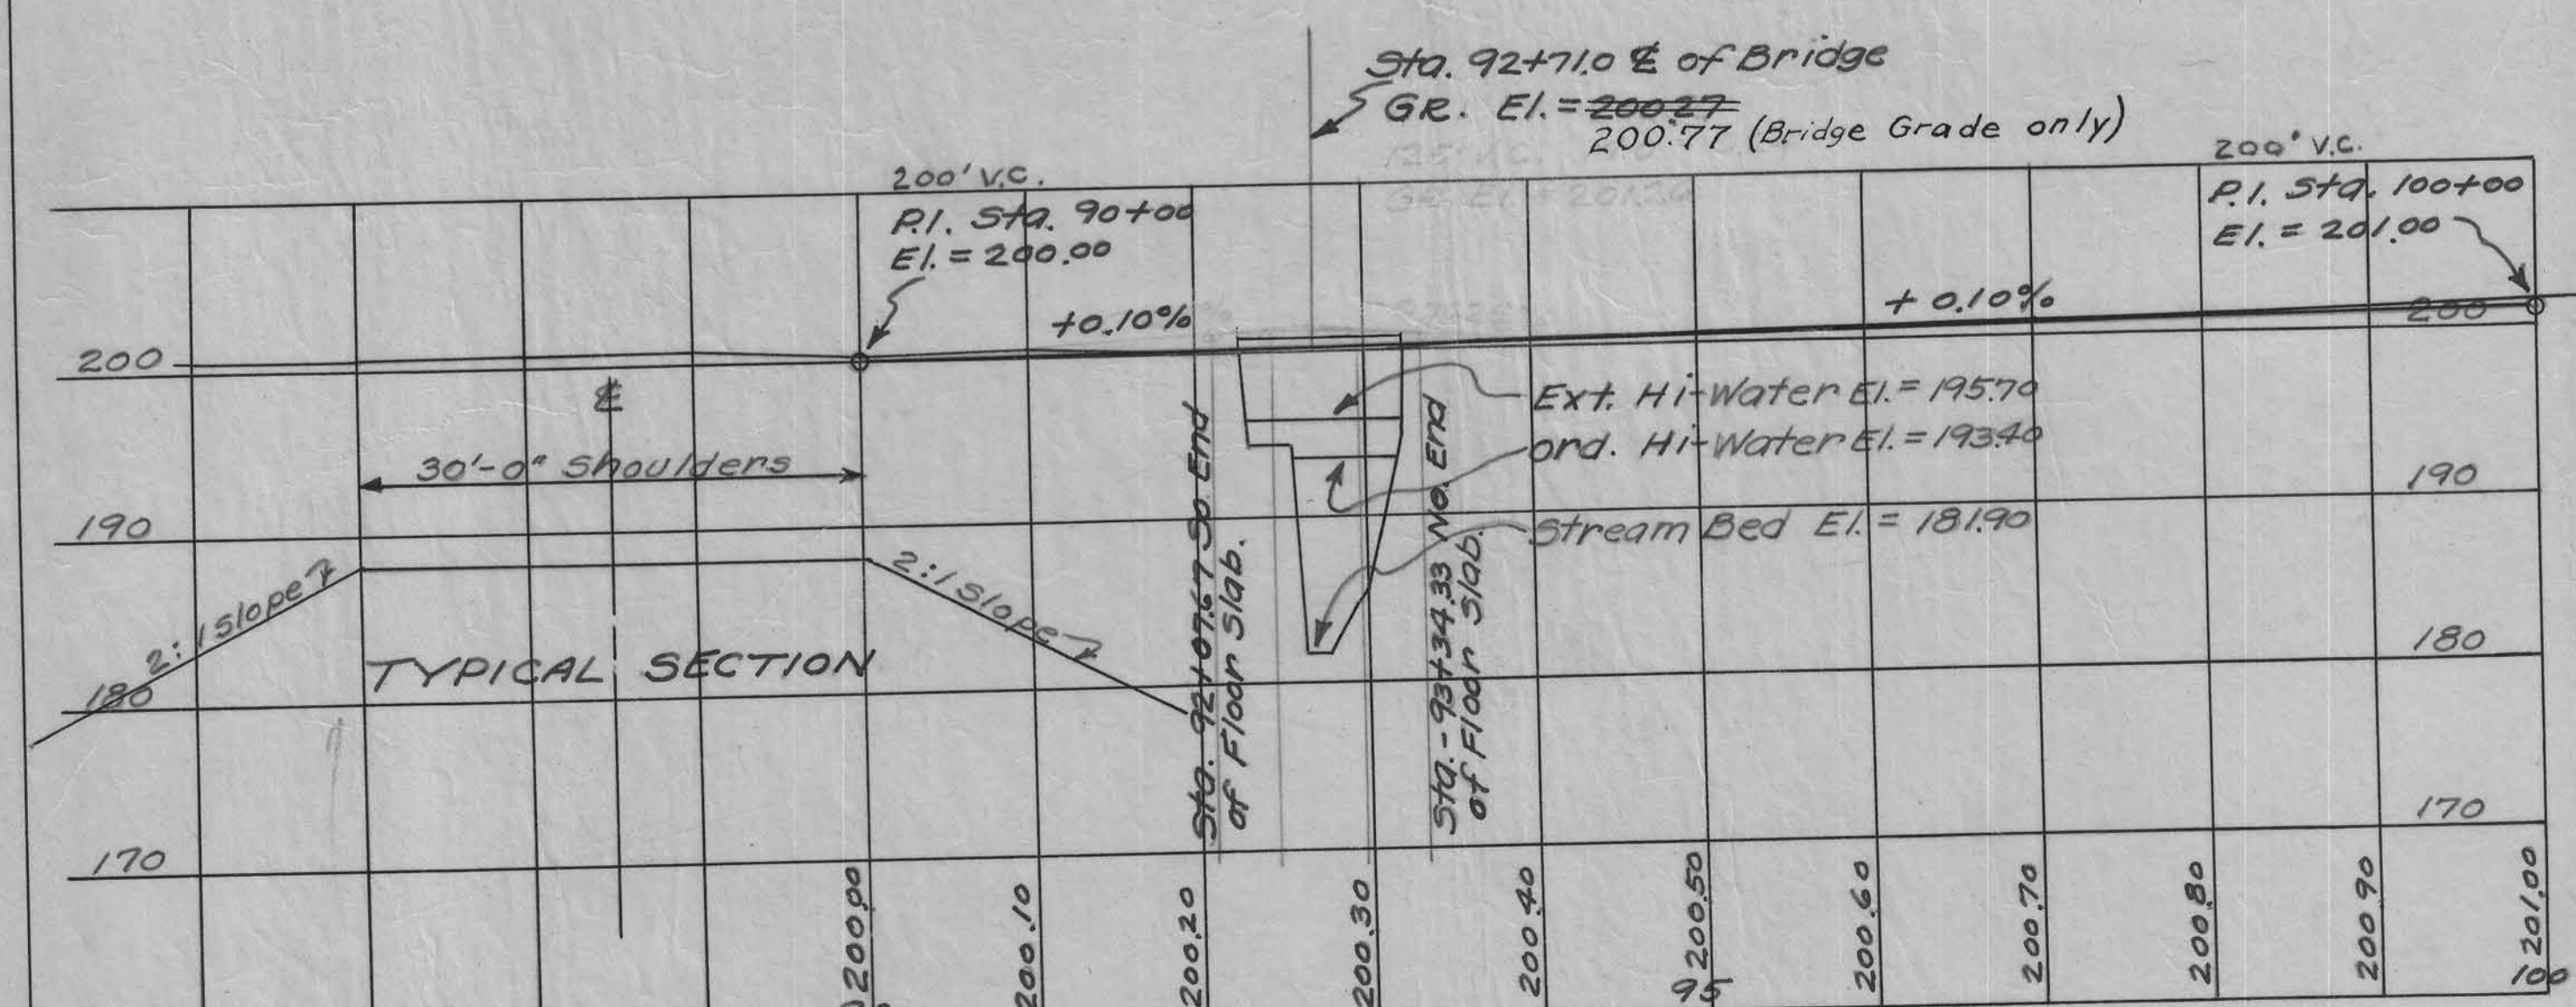 Sta. 92+71.0 ℄ of Bridge
GR. El. = 200.27
200.77 (Bridge Grade only)
200' V.C.
P.I. Sta. 90+00
El. = 200.00
200' V.C.
P.I. Sta. 100+00
El. = 201.00
+0.10%
+0.10%
200
200
℄
30'-0" Shoulders
Ext. Hi-Water El. = 195.70
ord. Hi-Water El. = 193.40
Stream Bed El. = 181.90
190
190
2:1 Slope
2:1 Slope
TYPICAL SECTION
180
180
Sta. - 92+07.67 So. End
of Floor Slab.
Sta. - 93+34.33 No. End
of Floor Slab.
170
170
200.00
200.10
200.20
200.30
200.40
200.50
200.60
200.70
200.80
200.90
201.00
95
100